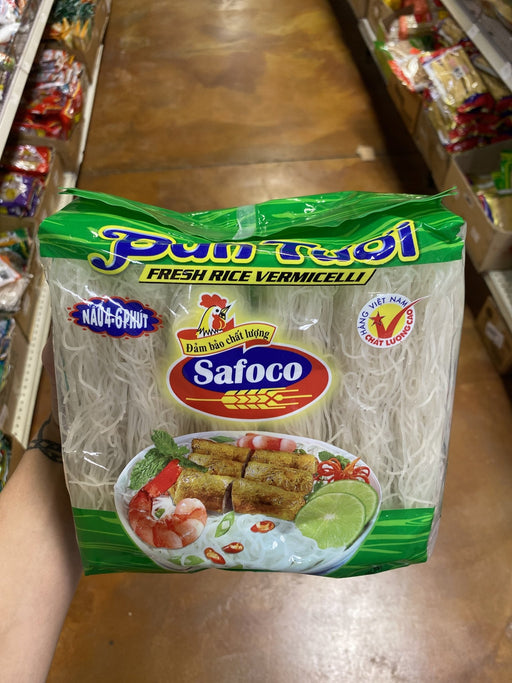 Bún Tươi
FRESH RICE VERMICELLI
NẤU 4-6 PHÚT
Đảm bảo chất lượng
Safoco
HÀNG VIỆT NAM
CHẤT LƯỢNG CAO